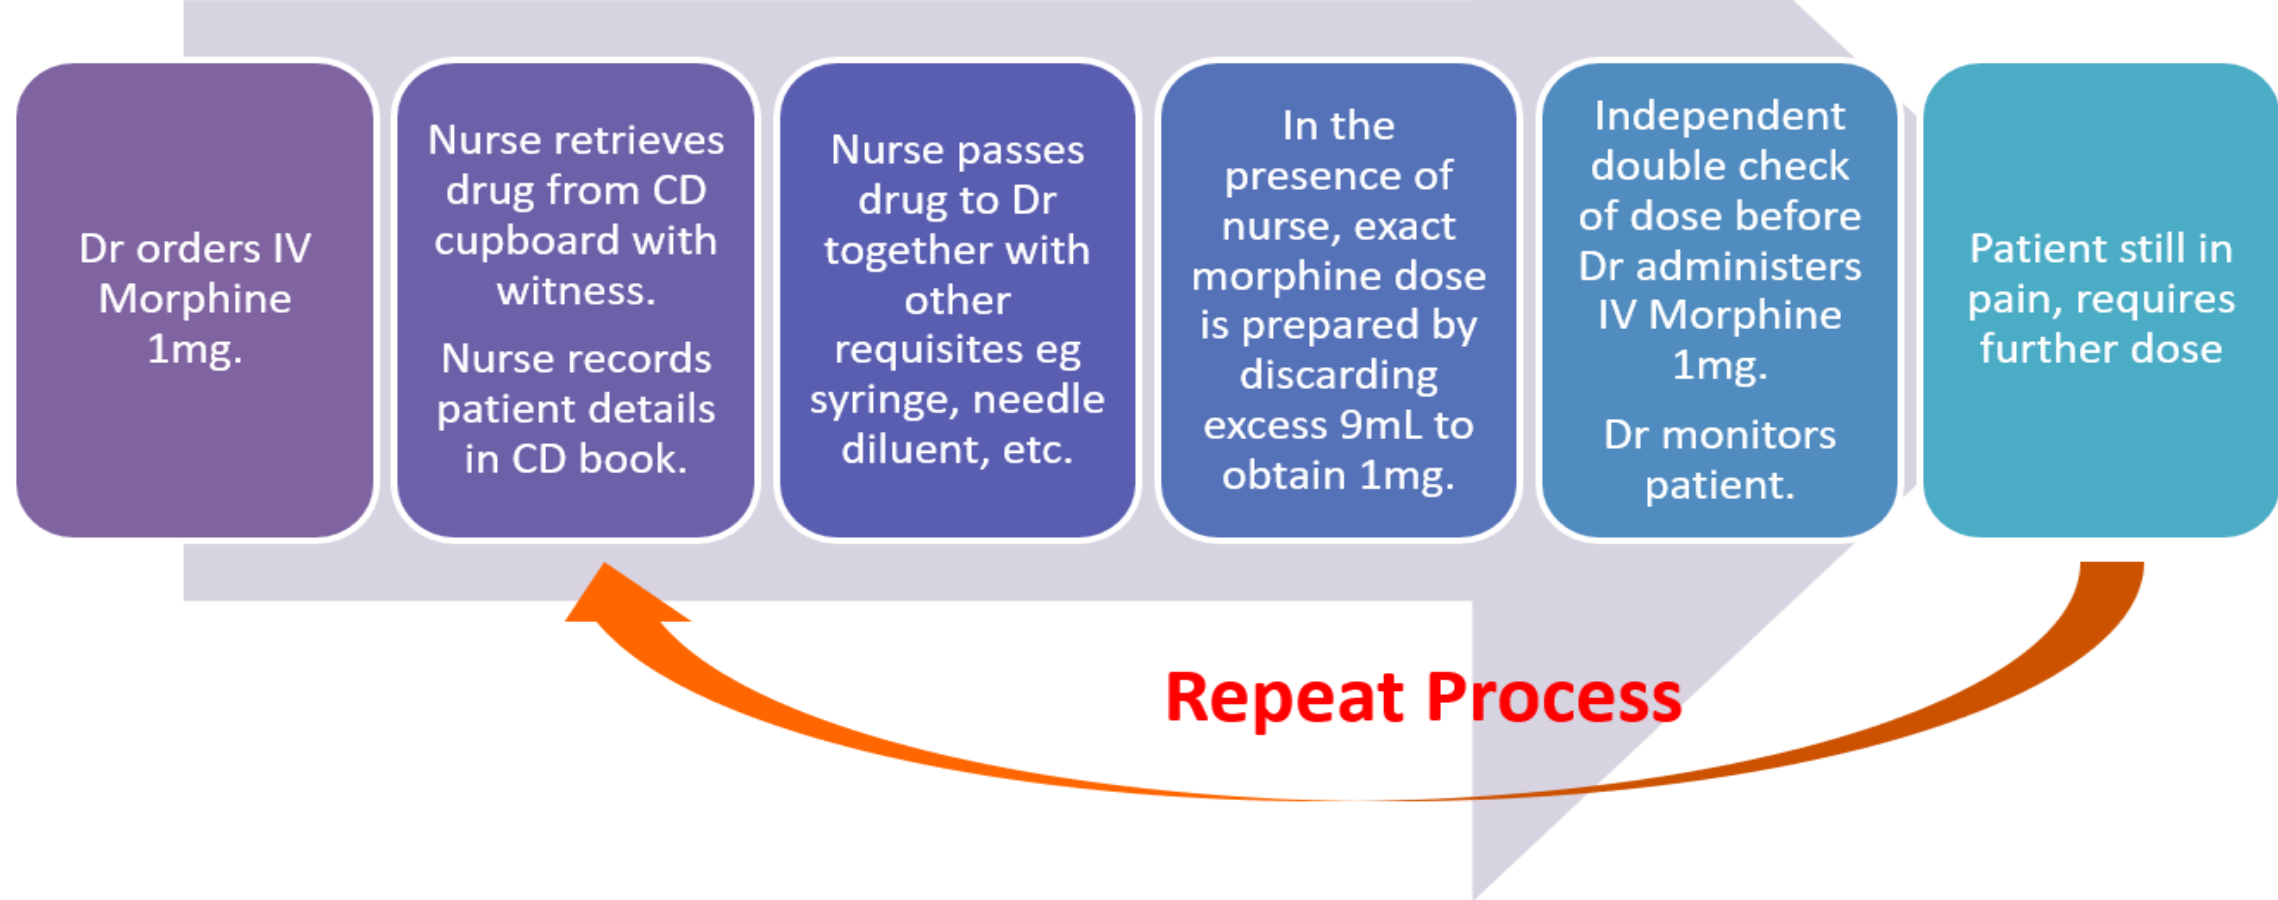 Dr orders IV
Morphine
1mg.
Nurse retrieves
drug from CD
cupboard with
witness.
Nurse records
patient details
in CD book.
Nurse passes
drug to Dr
together with
other
requisites eg
syringe, needle
diluent, etc.
In the
presence of
nurse, exact
morphine dose
is prepared by
discarding
excess 9mL to
obtain 1mg.
Independent
double check
of dose before
Dr administers
IV Morphine
1mg.
Dr monitors
patient.
Patient still in
pain, requires
further dose
Repeat Process